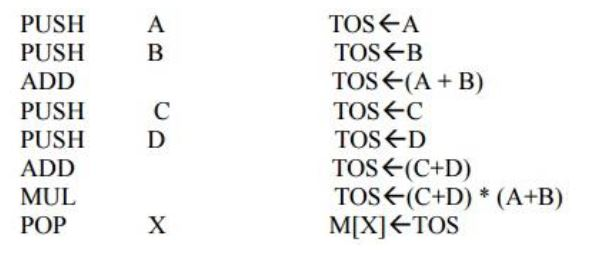 PUSH A TOS←A
PUSH B TOS←B
ADD TOS←(A + B)
PUSH C TOS←C
PUSH D TOS←D
ADD TOS←(C+D)
MUL TOS←(C+D) * (A+B)
POP X M[X]←TOS